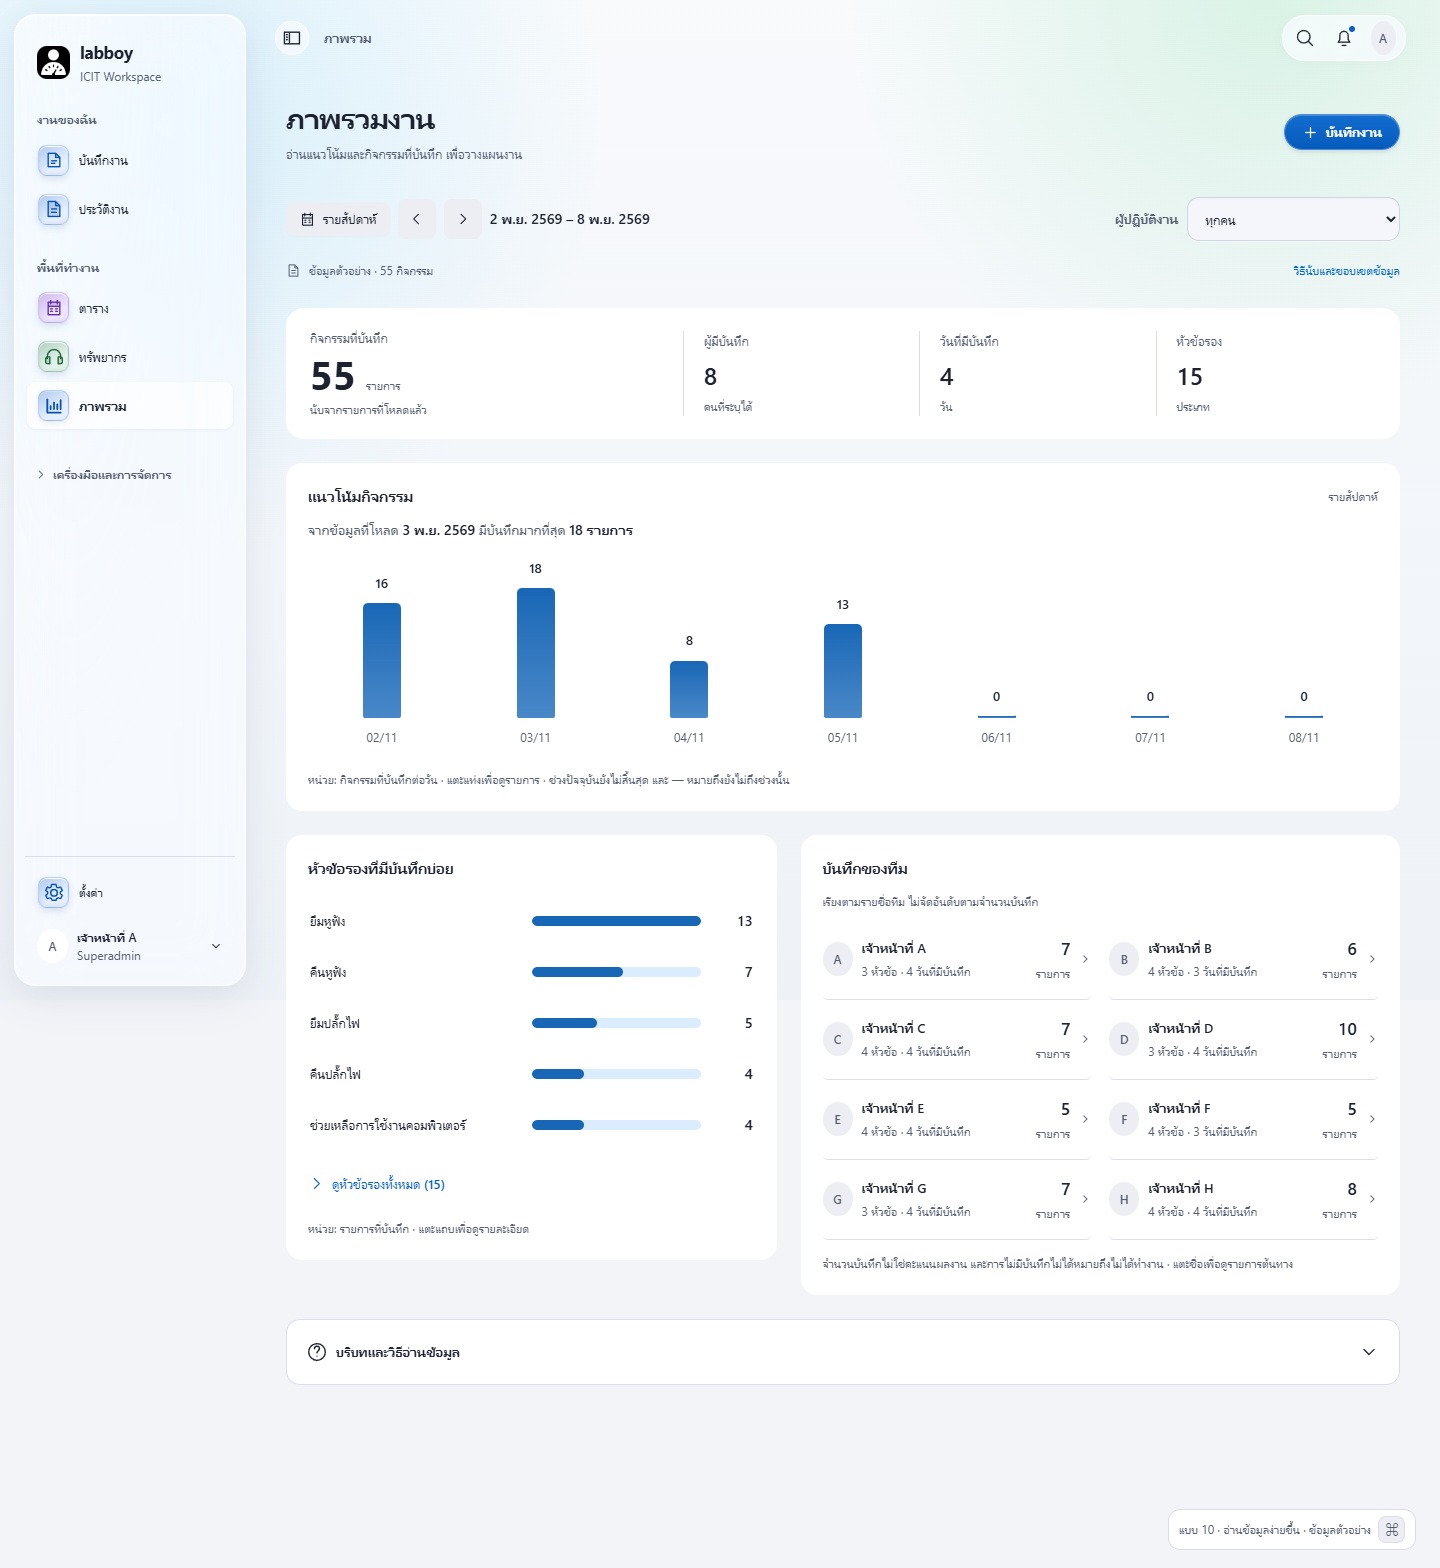 labboy
ICIT Workspace
งานของฉัน
บันทึกงาน
ประวัติงาน
พื้นที่ทำงาน
ตาราง
ทรัพยากร
ภาพรวม
เครื่องมือและการจัดการ
ตั้งค่า
A
เจ้าหน้าที่ A
Superadmin
ภาพรวม
A
ภาพรวมงาน
อ่านแนวโน้มและกิจกรรมที่บันทึก เพื่อวางแผนงาน
บันทึกงาน
รายสัปดาห์
2 พ.ย. 2569 – 8 พ.ย. 2569
ผู้ปฏิบัติงาน
ทุกคน
ข้อมูลตัวอย่าง · 55 กิจกรรม
วิธีนับและขอบเขตข้อมูล
กิจกรรมที่บันทึก
55 รายการ
นับจากรายการที่โหลดแล้ว
ผู้มีบันทึก
8
คนที่ระบุได้
วันที่มีบันทึก
4
วัน
หัวข้อรอง
15
ประเภท
แนวโน้มกิจกรรม
รายสัปดาห์
จากข้อมูลที่โหลด 3 พ.ย. 2569 มีบันทึกมากที่สุด 18 รายการ
16
18
8
13
0
0
0
02/11
03/11
04/11
05/11
06/11
07/11
08/11
หน่วย: กิจกรรมที่บันทึกต่อวัน · แตะแท่งเพื่อดูรายการ · ช่วงปัจจุบันยังไม่สิ้นสุด และ — หมายถึงยังไม่ถึงช่วงนั้น
หัวข้อรองที่มีบันทึกบ่อย
ยืมหูฟัง 13
คืนหูฟัง 7
ยืมปลั๊กไฟ 5
คืนปลั๊กไฟ 4
ช่วยเหลือการใช้งานคอมพิวเตอร์ 4
ดูหัวข้อรองทั้งหมด (15)
หน่วย: รายการที่บันทึก · แตะแถบเพื่อดูรายละเอียด
บันทึกของทีม
เรียงตามรายชื่อทีม ไม่จัดอันดับตามจำนวนบันทึก
A
เจ้าหน้าที่ A
3 หัวข้อ · 4 วันที่มีบันทึก
7
รายการ
B
เจ้าหน้าที่ B
4 หัวข้อ · 3 วันที่มีบันทึก
6
รายการ
C
เจ้าหน้าที่ C
4 หัวข้อ · 4 วันที่มีบันทึก
7
รายการ
D
เจ้าหน้าที่ D
3 หัวข้อ · 4 วันที่มีบันทึก
10
รายการ
E
เจ้าหน้าที่ E
4 หัวข้อ · 4 วันที่มีบันทึก
5
รายการ
F
เจ้าหน้าที่ F
4 หัวข้อ · 3 วันที่มีบันทึก
5
รายการ
G
เจ้าหน้าที่ G
3 หัวข้อ · 4 วันที่มีบันทึก
7
รายการ
H
เจ้าหน้าที่ H
4 หัวข้อ · 4 วันที่มีบันทึก
8
รายการ
จำนวนบันทึกไม่ใช่คะแนนผลงาน และการไม่มีบันทึกไม่ได้หมายถึงไม่ได้ทำงาน · แตะชื่อเพื่อดูรายการต้นทาง
บริบทและวิธีอ่านข้อมูล
แบบ 10 · อ่านข้อมูลง่ายขึ้น · ข้อมูลตัวอย่าง ⌘